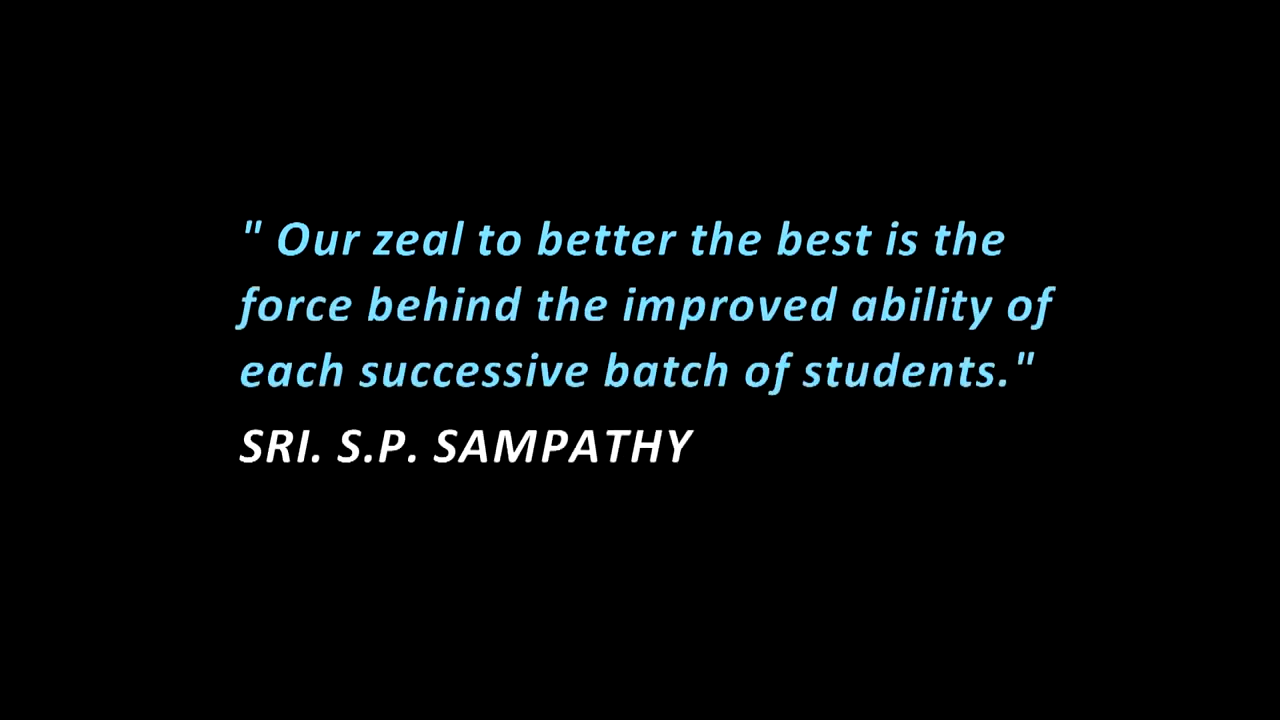 " Our zeal to better the best is the
force behind the improved ability of
each successive batch of students."
SRI. S.P. SAMPATHY